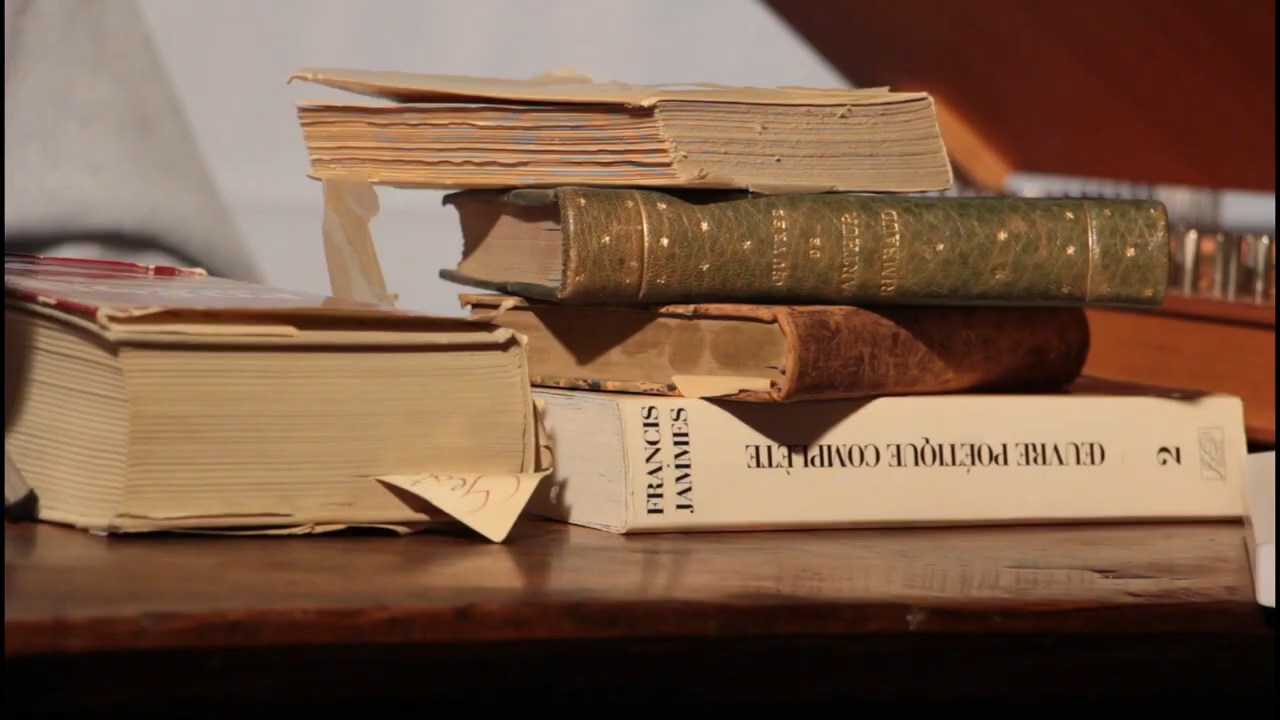 ŒUVRES
DE
ARTHUR
RIMBAUD
FRANCIS
JAMMES
ŒUVRE POÉTIQUE COMPLÈTE
2